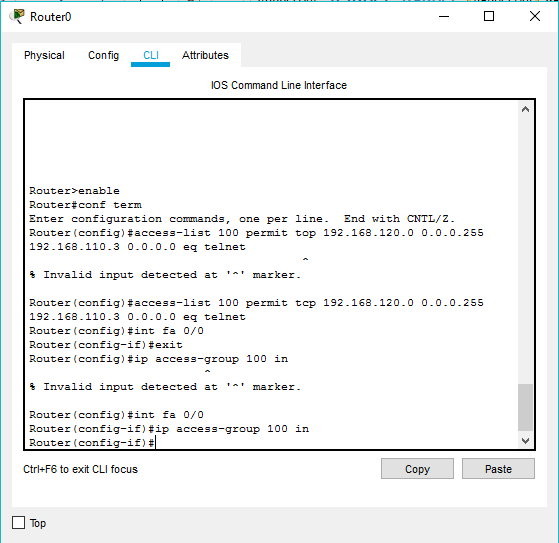 Router0
Physical Config CLI Attributes
IOS Command Line Interface
Router>enable
Router#conf term
Enter configuration commands, one per line.  End with CNTL/Z.
Router(config)#access-list 100 permit top 192.168.120.0 0.0.0.255
192.168.110.3 0.0.0.0 eq telnet
^
% Invalid input detected at '^' marker.
Router(config)#access-list 100 permit tcp 192.168.120.0 0.0.0.255
192.168.110.3 0.0.0.0 eq telnet
Router(config)#int fa 0/0
Router(config-if)#exit
Router(config)#ip access-group 100 in
^
% Invalid input detected at '^' marker.
Router(config)#int fa 0/0
Router(config-if)#ip access-group 100 in
Router(config-if)#
Ctrl+F6 to exit CLI focus Copy Paste
Top